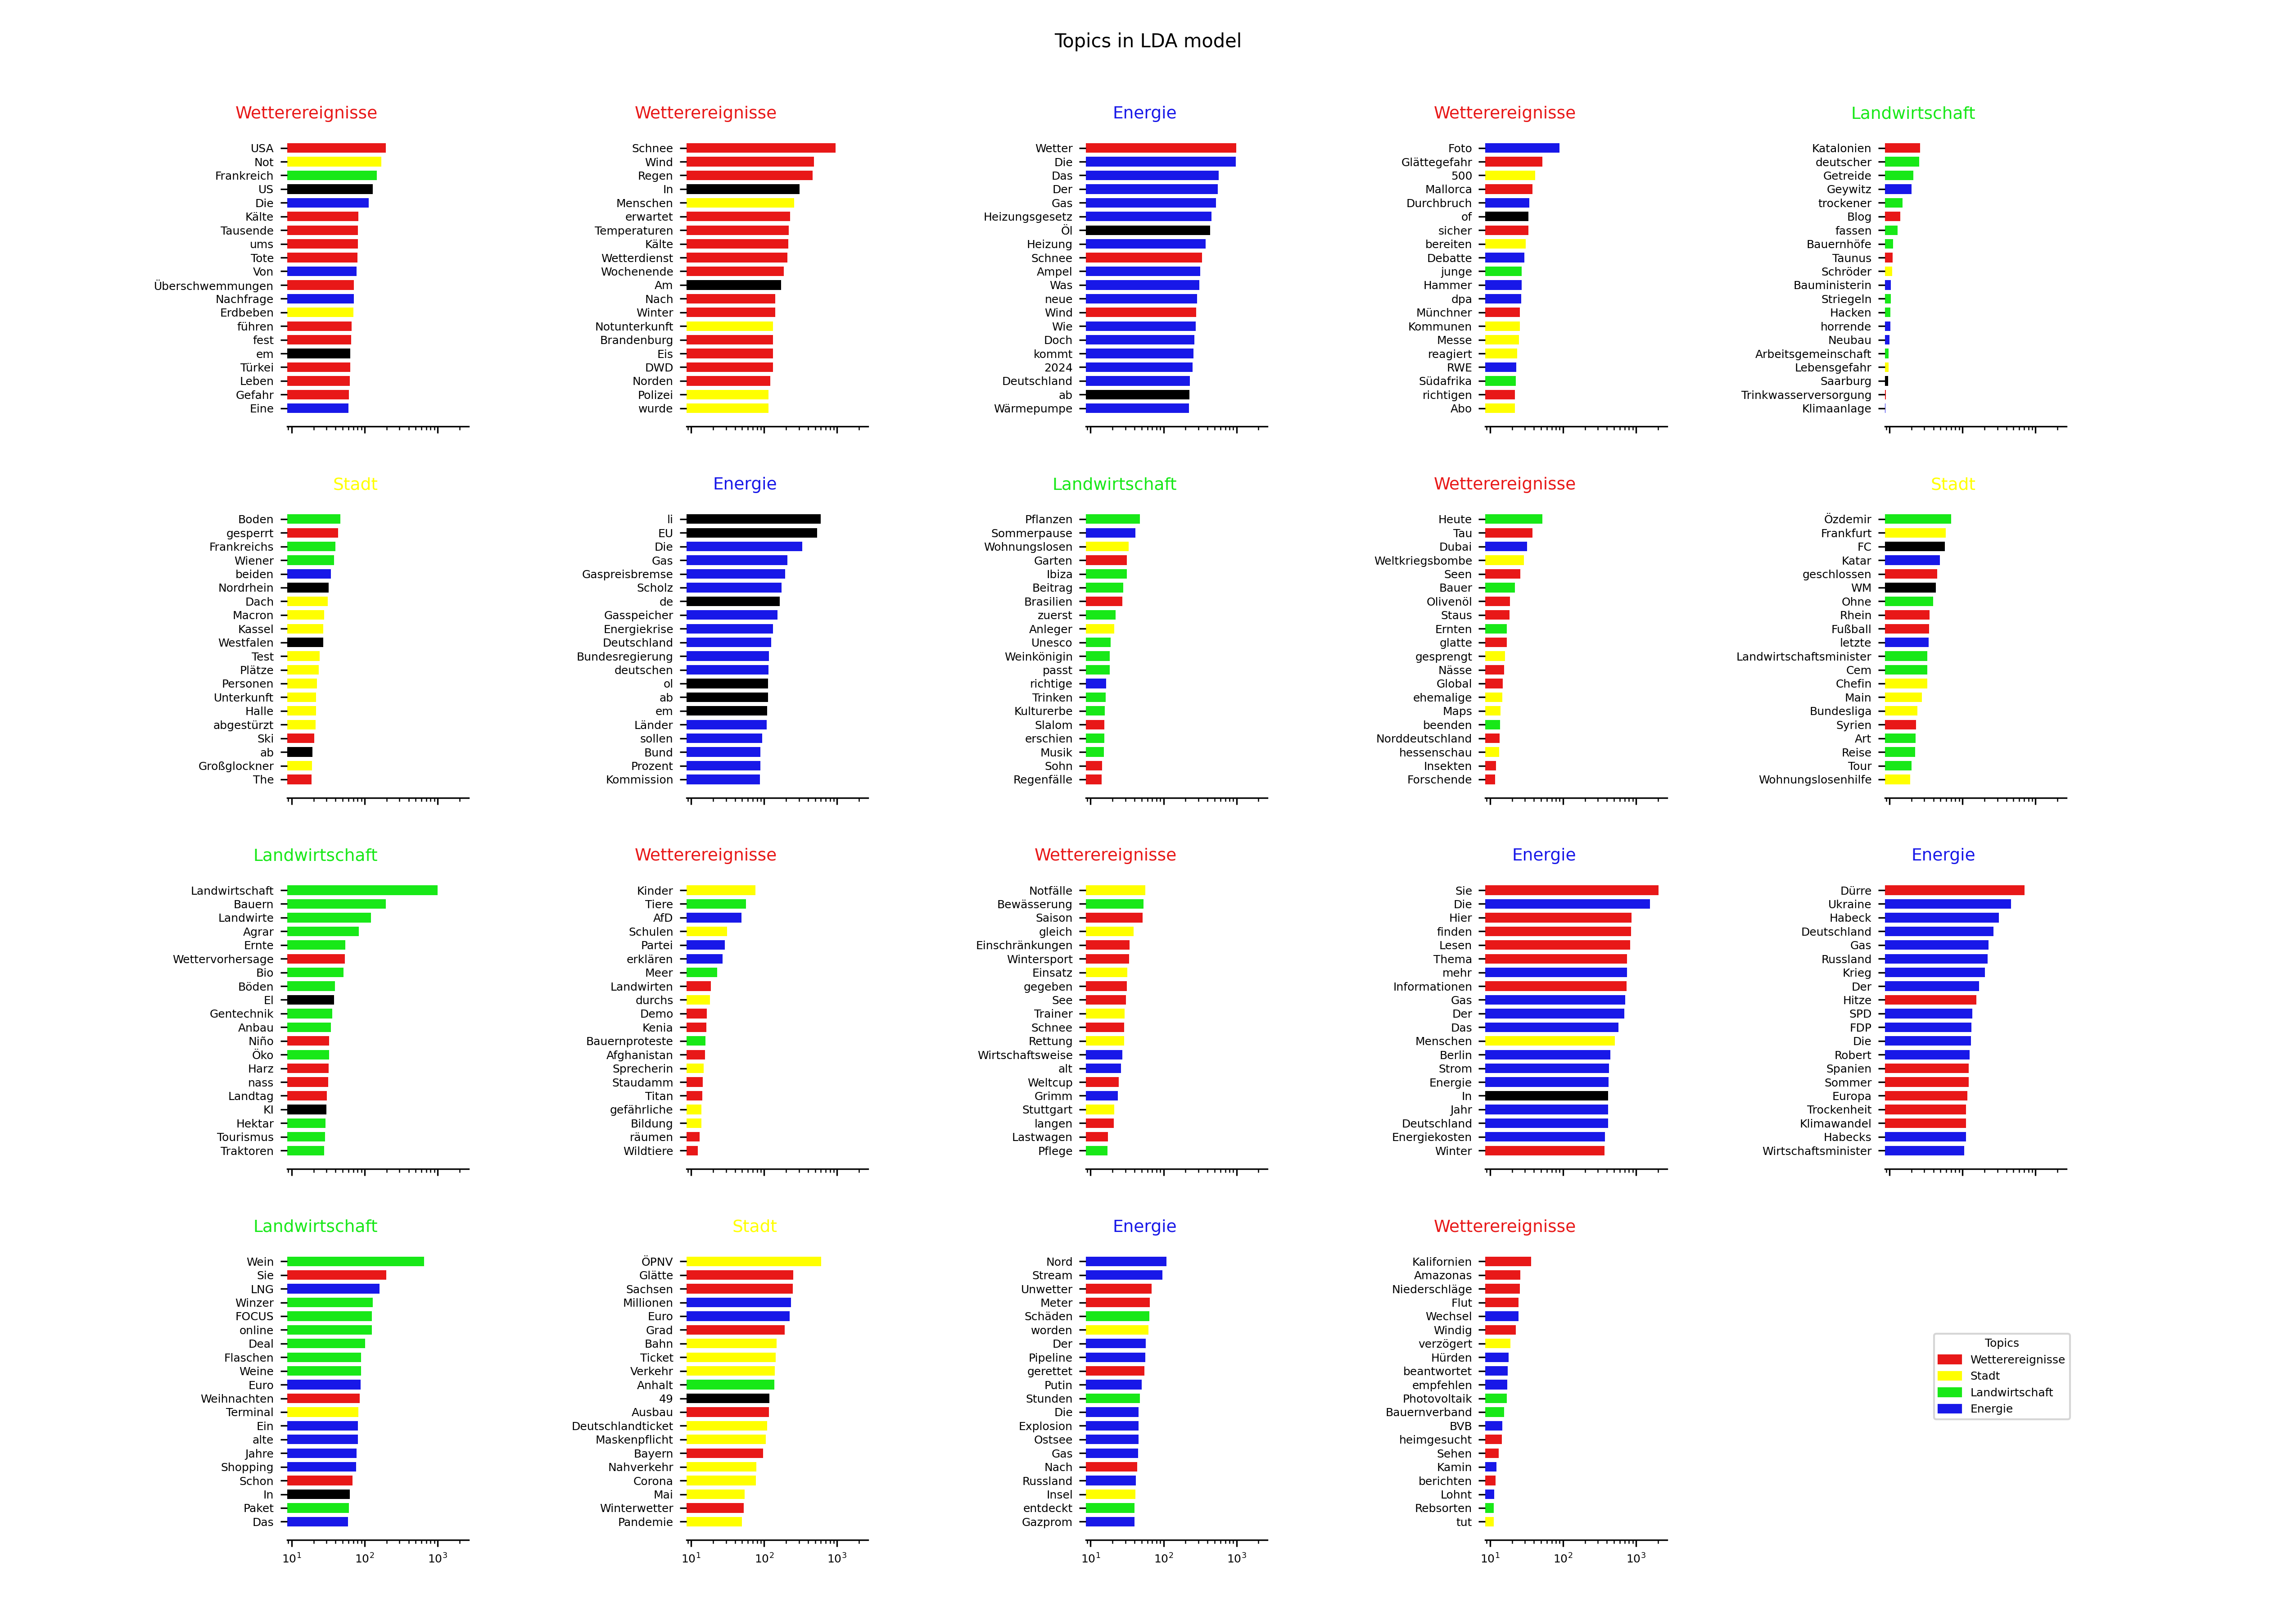 Topics in LDA model
Wetterereignisse
USA
Not
Frankreich
US
Die
Kälte
Tausende
ums
Tote
Von
Überschwemmungen
Nachfrage
Erdbeben
führen
fest
em
Türkei
Leben
Gefahr
Eine
Wetterereignisse
Schnee
Wind
Regen
In
Menschen
erwartet
Temperaturen
Kälte
Wetterdienst
Wochenende
Am
Nach
Winter
Notunterkunft
Brandenburg
Eis
DWD
Norden
Polizei
wurde
Energie
Wetter
Die
Das
Der
Gas
Heizungsgesetz
Öl
Heizung
Schnee
Ampel
Was
neue
Wind
Wie
Doch
kommt
2024
Deutschland
ab
Wärmepumpe
Wetterereignisse
Foto
Glättegefahr
500
Mallorca
Durchbruch
of
sicher
bereiten
Debatte
junge
Hammer
dpa
Münchner
Kommunen
Messe
reagiert
RWE
Südafrika
richtigen
Abo
Landwirtschaft
Katalonien
deutscher
Getreide
Geywitz
trockener
Blog
fassen
Bauernhöfe
Taunus
Schröder
Bauministerin
Striegeln
Hacken
horrende
Neubau
Arbeitsgemeinschaft
Lebensgefahr
Saarburg
Trinkwasserversorgung
Klimaanlage
Stadt
Boden
gesperrt
Frankreichs
Wiener
beiden
Nordrhein
Dach
Macron
Kassel
Westfalen
Test
Plätze
Personen
Unterkunft
Halle
abgestürzt
Ski
ab
Großglockner
The
Energie
li
EU
Die
Gas
Gaspreisbremse
Scholz
de
Gasspeicher
Energiekrise
Deutschland
Bundesregierung
deutschen
ol
ab
em
Länder
sollen
Bund
Prozent
Kommission
Landwirtschaft
Pflanzen
Sommerpause
Wohnungslosen
Garten
Ibiza
Beitrag
Brasilien
zuerst
Anleger
Unesco
Weinkönigin
passt
richtige
Trinken
Kulturerbe
Slalom
erschien
Musik
Sohn
Regenfälle
Wetterereignisse
Heute
Tau
Dubai
Weltkriegsbombe
Seen
Bauer
Olivenöl
Staus
Ernten
glatte
gesprengt
Nässe
Global
ehemalige
Maps
beenden
Norddeutschland
hessenschau
Insekten
Forschende
Stadt
Özdemir
Frankfurt
FC
Katar
geschlossen
WM
Ohne
Rhein
Fußball
letzte
Landwirtschaftsminister
Cem
Chefin
Main
Bundesliga
Syrien
Art
Reise
Tour
Wohnungslosenhilfe
Landwirtschaft
Landwirtschaft
Bauern
Landwirte
Agrar
Ernte
Wettervorhersage
Bio
Böden
El
Gentechnik
Anbau
Niño
Öko
Harz
nass
Landtag
KI
Hektar
Tourismus
Traktoren
Wetterereignisse
Kinder
Tiere
AfD
Schulen
Partei
erklären
Meer
Landwirten
durchs
Demo
Kenia
Bauernproteste
Afghanistan
Sprecherin
Staudamm
Titan
gefährliche
Bildung
räumen
Wildtiere
Wetterereignisse
Notfälle
Bewässerung
Saison
gleich
Einschränkungen
Wintersport
Einsatz
gegeben
See
Trainer
Schnee
Rettung
Wirtschaftsweise
alt
Weltcup
Grimm
Stuttgart
langen
Lastwagen
Pflege
Energie
Sie
Die
Hier
finden
Lesen
Thema
mehr
Informationen
Gas
Der
Das
Menschen
Berlin
Strom
Energie
In
Jahr
Deutschland
Energiekosten
Winter
Energie
Dürre
Ukraine
Habeck
Deutschland
Gas
Russland
Krieg
Der
Hitze
SPD
FDP
Die
Robert
Spanien
Sommer
Europa
Trockenheit
Klimawandel
Habecks
Wirtschaftsminister
Landwirtschaft
Wein
Sie
LNG
Winzer
FOCUS
online
Deal
Flaschen
Weine
Euro
Weihnachten
Terminal
Ein
alte
Jahre
Shopping
Schon
In
Paket
Das
10¹ 10² 10³
Stadt
ÖPNV
Glätte
Sachsen
Millionen
Euro
Grad
Bahn
Ticket
Verkehr
Anhalt
49
Ausbau
Deutschlandticket
Maskenpflicht
Bayern
Nahverkehr
Corona
Mai
Winterwetter
Pandemie
10¹ 10² 10³
Energie
Nord
Stream
Unwetter
Meter
Schäden
worden
Der
Pipeline
gerettet
Putin
Stunden
Die
Explosion
Ostsee
Gas
Nach
Russland
Insel
entdeckt
Gazprom
10¹ 10² 10³
Wetterereignisse
Kalifornien
Amazonas
Niederschläge
Flut
Wechsel
Windig
verzögert
Hürden
beantwortet
empfehlen
Photovoltaik
Bauernverband
BVB
heimgesucht
Sehen
Kamin
berichten
Lohnt
Rebsorten
tut
10¹ 10² 10³
Topics
Wetterereignisse
Stadt
Landwirtschaft
Energie